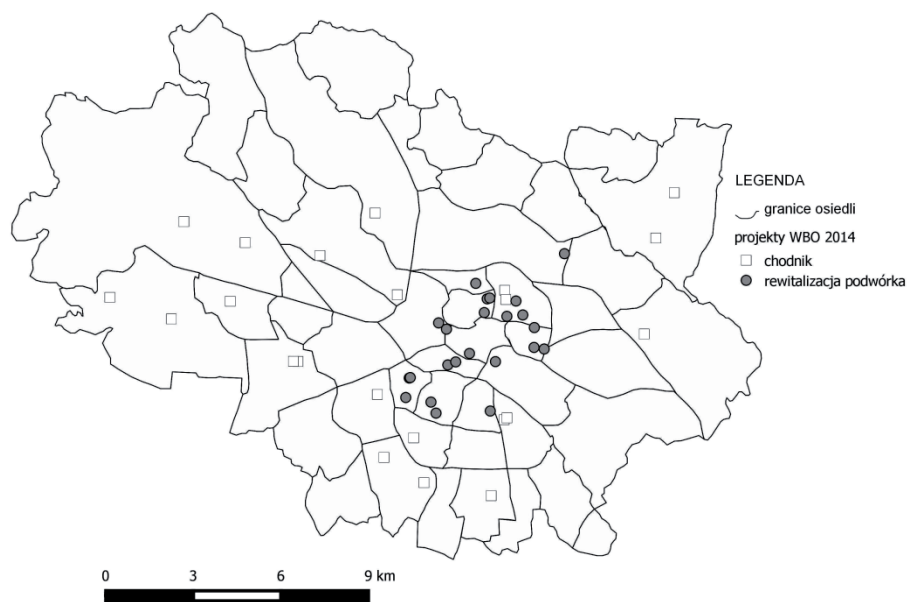 LEGENDA
granice osiedli
projekty WBO 2014
chodnik
rewitalizacja podwórka
0 3 6 9 km